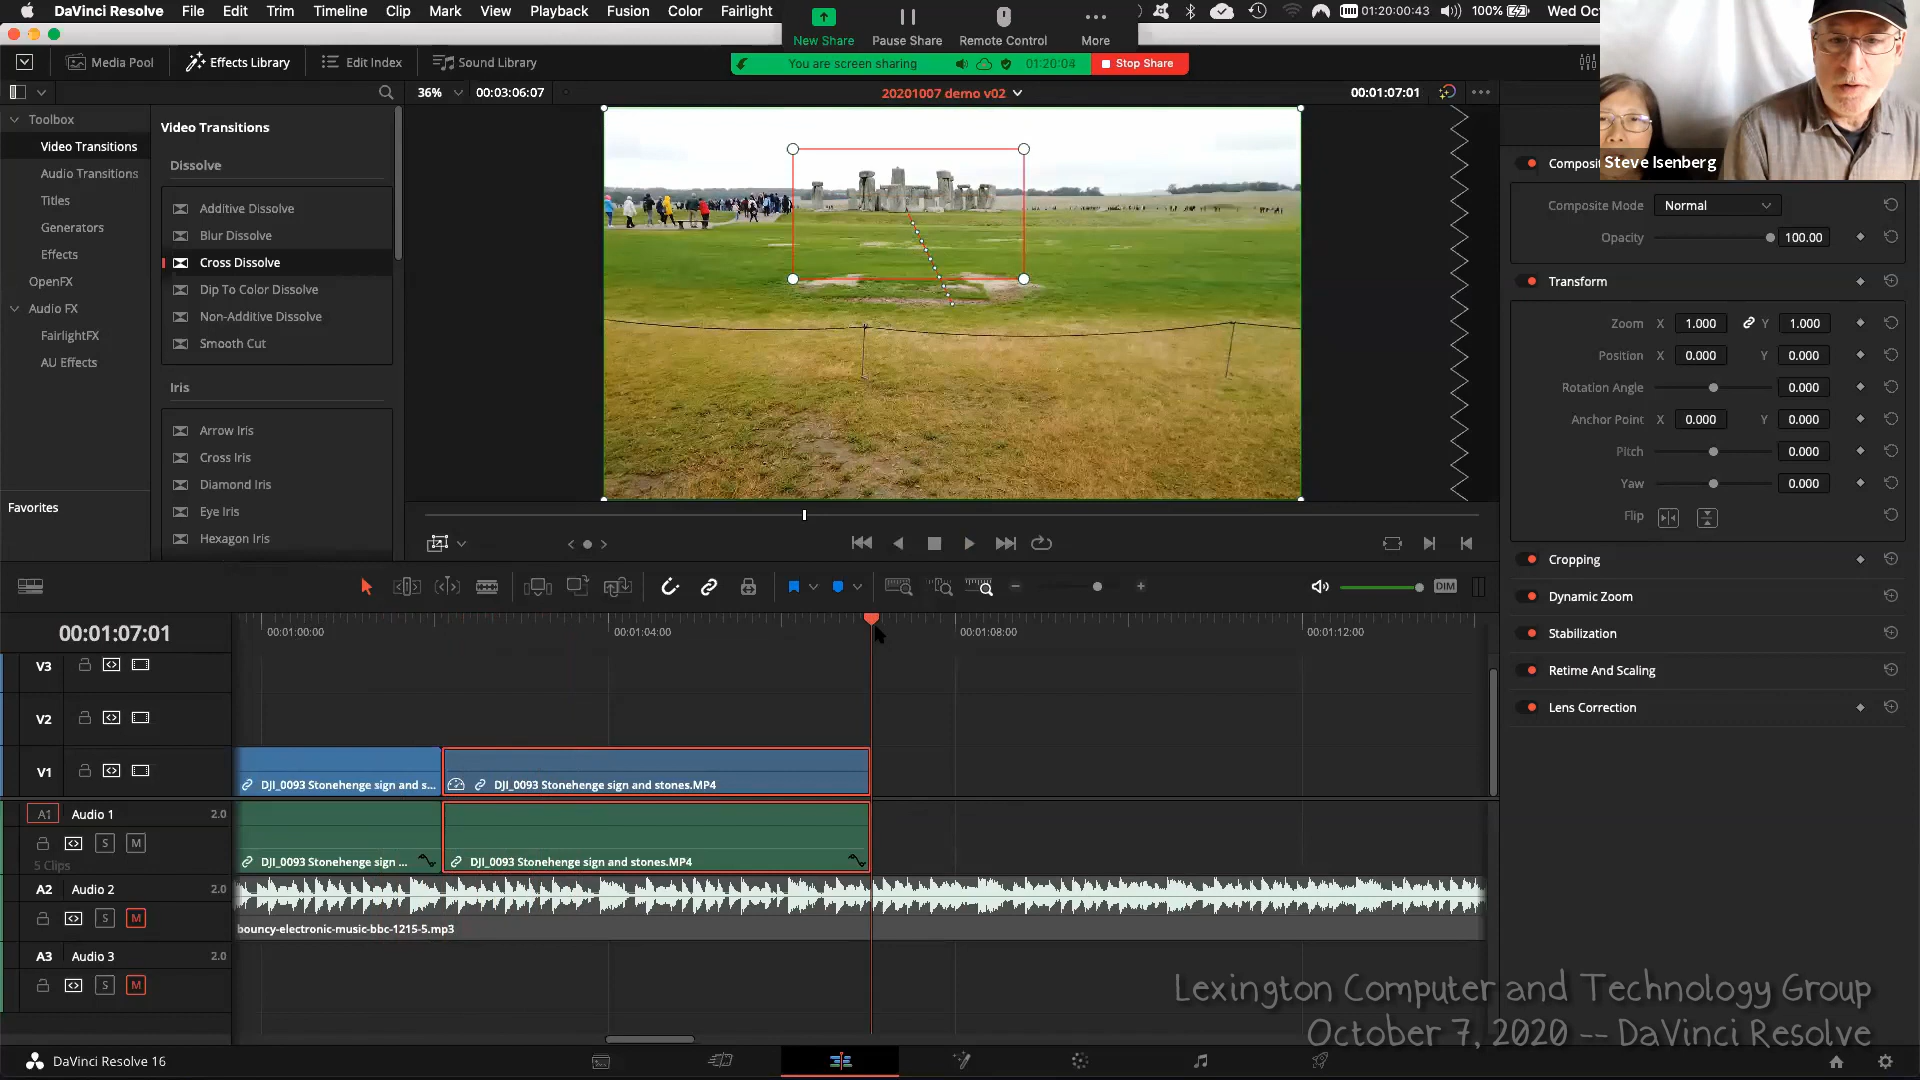 DaVinci Resolve File Edit Trim Timeline Clip Mark View Playback Fusion Color Fairlight
01:20:00:43 100% Wed Oc
New Share Pause Share Remote Control More
You are screen sharing 01:20:04 Stop Share
Media Pool Effects Library Edit Index Sound Library
36% 00:03:06:07 20201007 demo v02 00:01:07:01
Toolbox
Video Transitions
Audio Transitions
Titles
Generators
Effects
OpenFX
Audio FX
FairlightFX
AU Effects
Favorites
Video Transitions
Dissolve
Additive Dissolve
Blur Dissolve
Cross Dissolve
Dip To Color Dissolve
Non-Additive Dissolve
Smooth Cut
Iris
Arrow Iris
Cross Iris
Diamond Iris
Eye Iris
Hexagon Iris
Steve Isenberg
Composi
Composite Mode Normal
Opacity 100.00
Transform
Zoom X 1.000 Y 1.000
Position X 0.000 Y 0.000
Rotation Angle 0.000
Anchor Point X 0.000 Y 0.000
Pitch 0.000
Yaw 0.000
Flip
Cropping
Dynamic Zoom
Stabilization
Retime And Scaling
Lens Correction
DIM
00:01:07:01
00:01:00:00 00:01:04:00 00:01:08:00 00:01:12:00
V3
V2
V1
DJI_0093 Stonehenge sign and s... DJI_0093 Stonehenge sign and stones.MP4
A1 Audio 1 2.0
S M
5 Clips
DJI_0093 Stonehenge sign ... DJI_0093 Stonehenge sign and stones.MP4
A2 Audio 2 2.0
S M
bouncy-electronic-music-bbc-1215-5.mp3
A3 Audio 3 2.0
S M
Lexington Computer and Technology Group
October 7, 2020 -- DaVinci Resolve
DaVinci Resolve 16